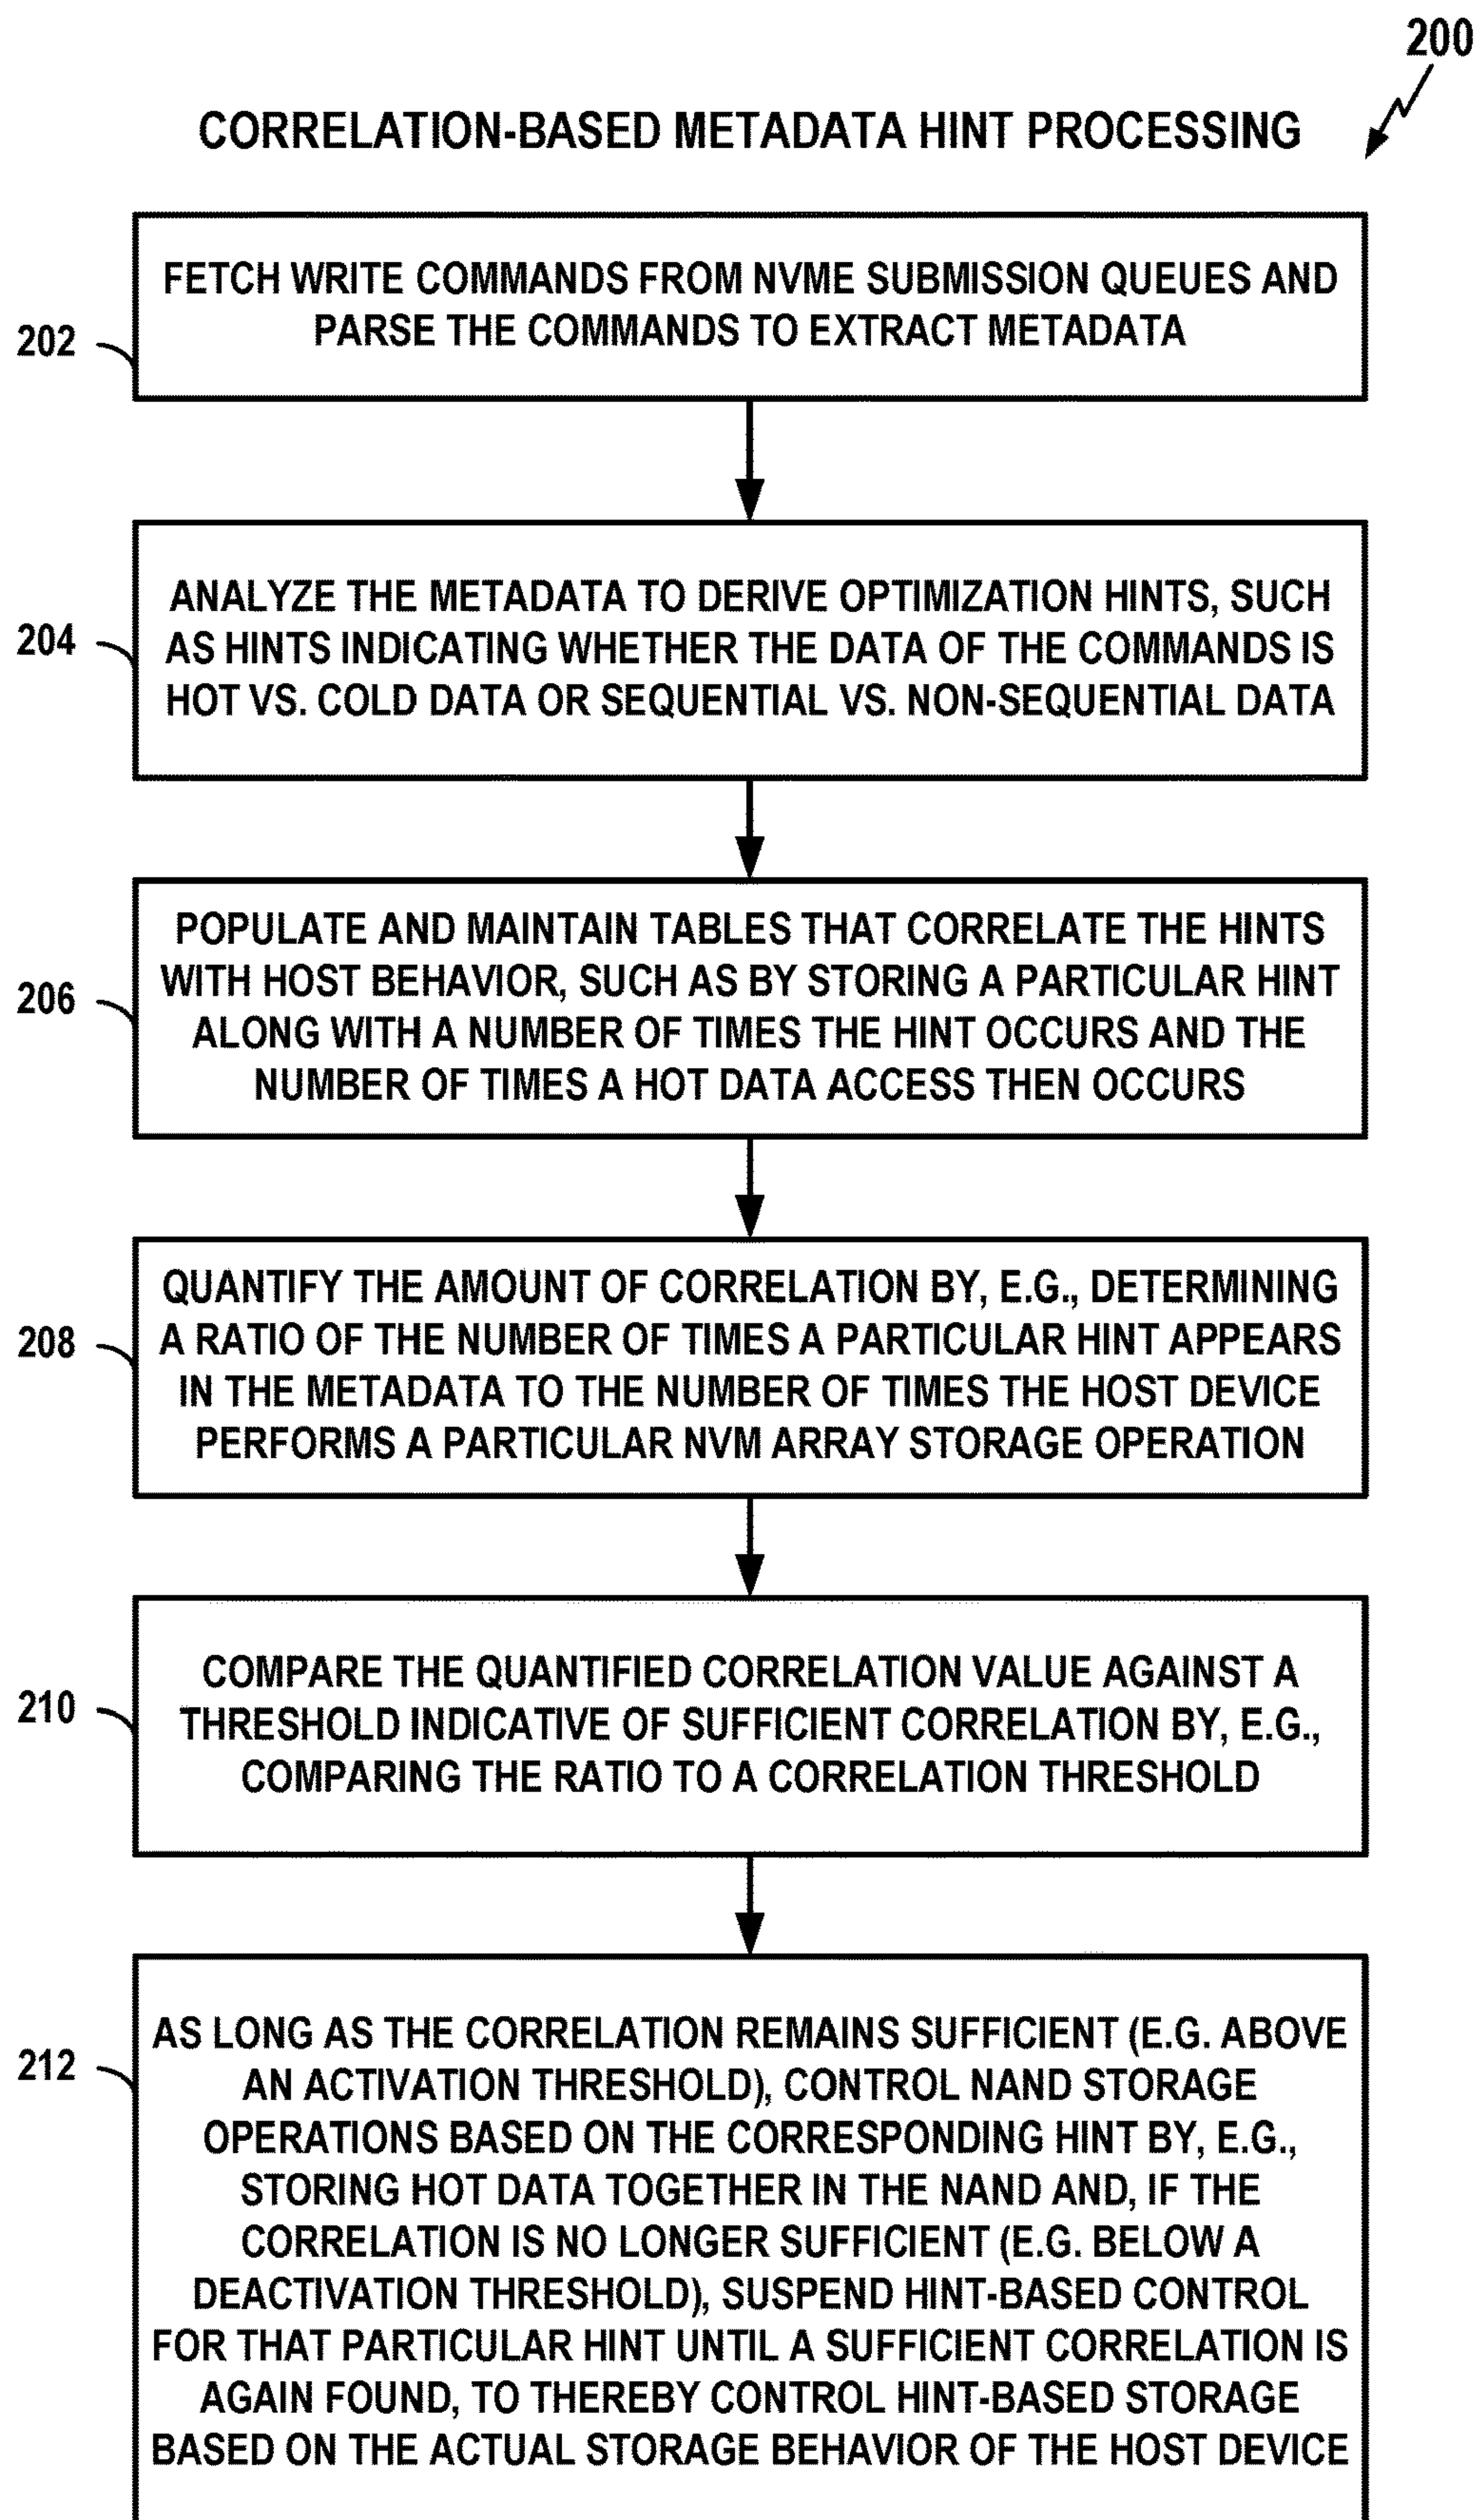 200
CORRELATION-BASED METADATA HINT PROCESSING
202
FETCH WRITE COMMANDS FROM NVME SUBMISSION QUEUES AND
PARSE THE COMMANDS TO EXTRACT METADATA
204
ANALYZE THE METADATA TO DERIVE OPTIMIZATION HINTS, SUCH
AS HINTS INDICATING WHETHER THE DATA OF THE COMMANDS IS
HOT VS. COLD DATA OR SEQUENTIAL VS. NON-SEQUENTIAL DATA
206
POPULATE AND MAINTAIN TABLES THAT CORRELATE THE HINTS
WITH HOST BEHAVIOR, SUCH AS BY STORING A PARTICULAR HINT
ALONG WITH A NUMBER OF TIMES THE HINT OCCURS AND THE
NUMBER OF TIMES A HOT DATA ACCESS THEN OCCURS
208
QUANTIFY THE AMOUNT OF CORRELATION BY, E.G., DETERMINING
A RATIO OF THE NUMBER OF TIMES A PARTICULAR HINT APPEARS
IN THE METADATA TO THE NUMBER OF TIMES THE HOST DEVICE
PERFORMS A PARTICULAR NVM ARRAY STORAGE OPERATION
210
COMPARE THE QUANTIFIED CORRELATION VALUE AGAINST A
THRESHOLD INDICATIVE OF SUFFICIENT CORRELATION BY, E.G.,
COMPARING THE RATIO TO A CORRELATION THRESHOLD
212
AS LONG AS THE CORRELATION REMAINS SUFFICIENT (E.G. ABOVE
AN ACTIVATION THRESHOLD), CONTROL NAND STORAGE
OPERATIONS BASED ON THE CORRESPONDING HINT BY, E.G.,
STORING HOT DATA TOGETHER IN THE NAND AND, IF THE
CORRELATION IS NO LONGER SUFFICIENT (E.G. BELOW A
DEACTIVATION THRESHOLD), SUSPEND HINT-BASED CONTROL
FOR THAT PARTICULAR HINT UNTIL A SUFFICIENT CORRELATION IS
AGAIN FOUND, TO THEREBY CONTROL HINT-BASED STORAGE
BASED ON THE ACTUAL STORAGE BEHAVIOR OF THE HOST DEVICE